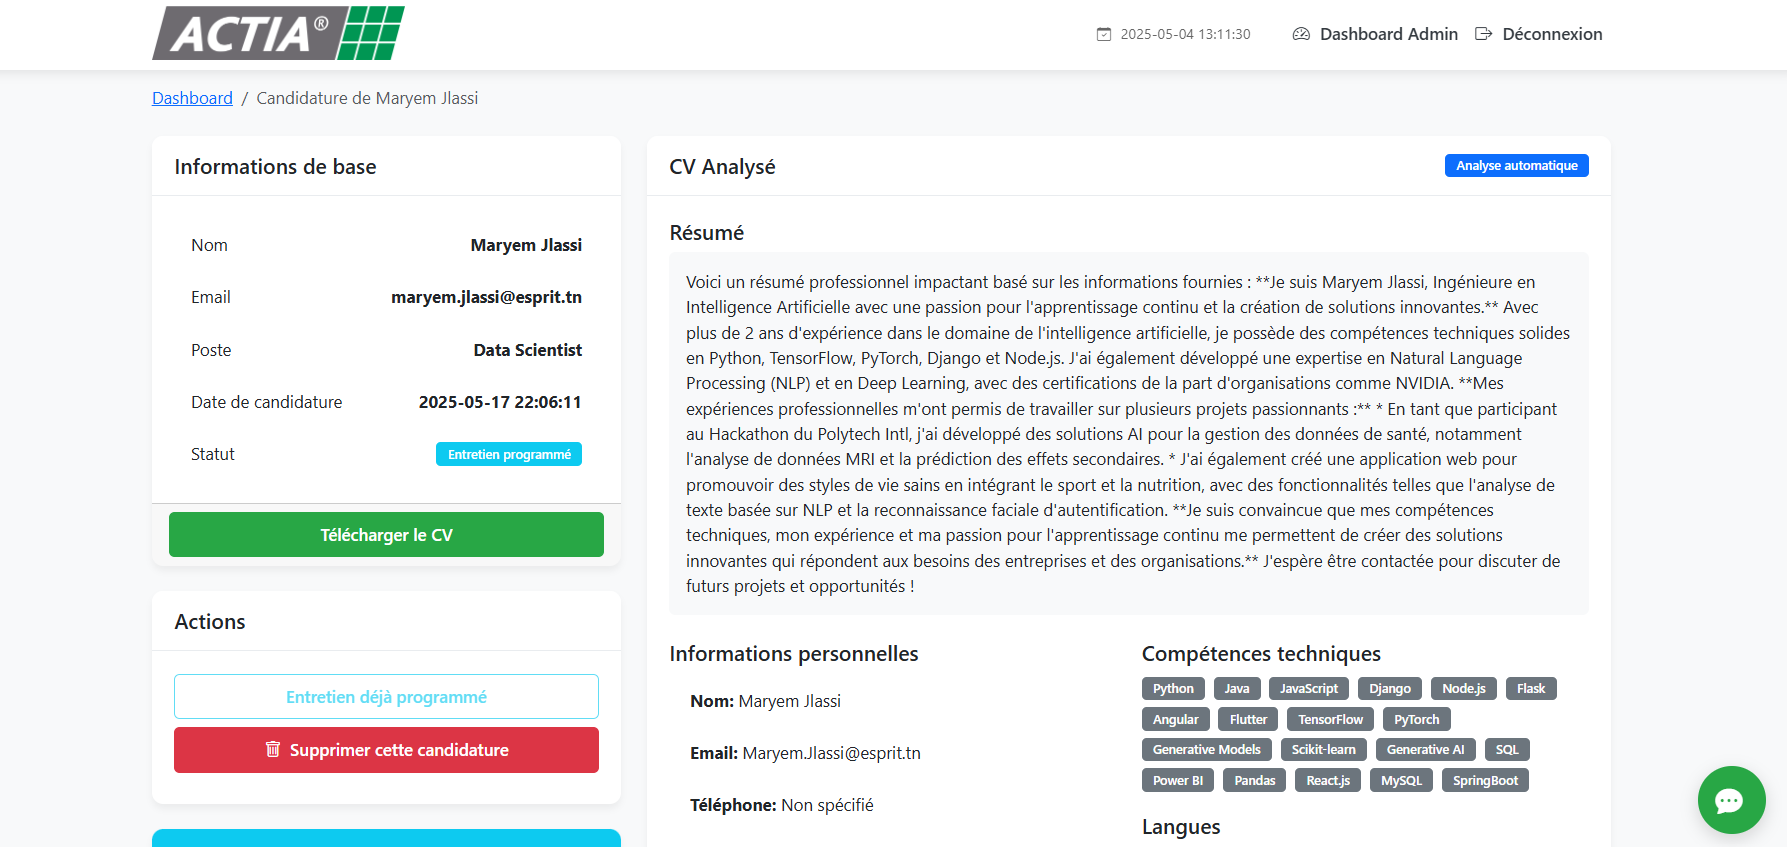 ACTIA®
2025-05-04 13:11:30
Dashboard Admin
Déconnexion
Dashboard / Candidature de Maryem Jlassi
Informations de base
Nom
Maryem Jlassi
Email
maryem.jlassi@esprit.tn
Poste
Data Scientist
Date de candidature
2025-05-17 22:06:11
Statut
Entretien programmé
Télécharger le CV
Actions
Entretien déjà programmé
Supprimer cette candidature
CV Analysé
Analyse automatique
Résumé
Voici un résumé professionnel impactant basé sur les informations fournies : **Je suis Maryem Jlassi, Ingénieure en
Intelligence Artificielle avec une passion pour l'apprentissage continu et la création de solutions innovantes.** Avec
plus de 2 ans d'expérience dans le domaine de l'intelligence artificielle, je possède des compétences techniques solides
en Python, TensorFlow, PyTorch, Django et Node.js. J'ai également développé une expertise en Natural Language
Processing (NLP) et en Deep Learning, avec des certifications de la part d'organisations comme NVIDIA. **Mes
expériences professionnelles m'ont permis de travailler sur plusieurs projets passionnants :** * En tant que participant
au Hackathon du Polytech Intl, j'ai développé des solutions AI pour la gestion des données de santé, notamment
l'analyse de données MRI et la prédiction des effets secondaires. * J'ai également créé une application web pour
promouvoir des styles de vie sains en intégrant le sport et la nutrition, avec des fonctionnalités telles que l'analyse de
texte basée sur NLP et la reconnaissance faciale d'autentification. **Je suis convaincue que mes compétences
techniques, mon expérience et ma passion pour l'apprentissage continu me permettent de créer des solutions
innovantes qui répondent aux besoins des entreprises et des organisations.** J'espère être contactée pour discuter de
futurs projets et opportunités !
Informations personnelles
Nom: Maryem Jlassi
Email: Maryem.Jlassi@esprit.tn
Téléphone: Non spécifié
Compétences techniques
Python Java JavaScript Django Node.js Flask
Angular Flutter TensorFlow PyTorch
Generative Models Scikit-learn Generative AI SQL
Power BI Pandas React.js MySQL SpringBoot
Langues